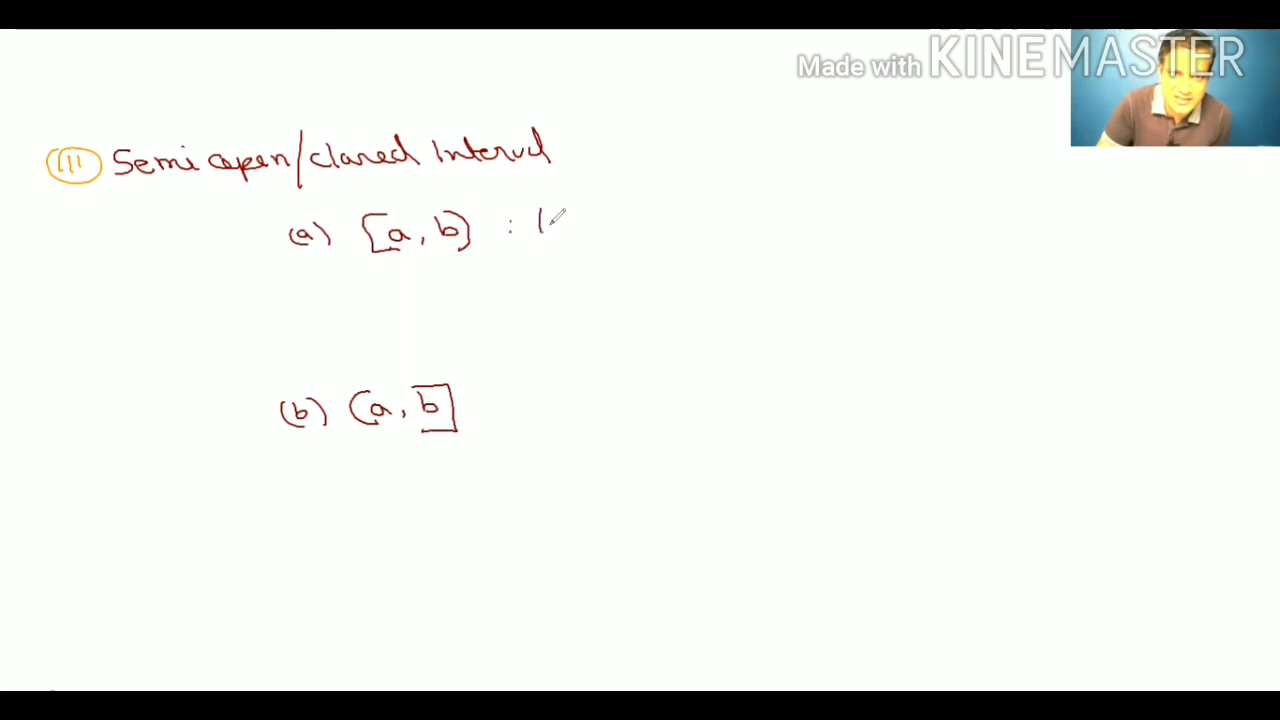 Made with KINEMASTER
(III) Semi open/closed Interval
(a) [a, b) : (
(b) (a, b]